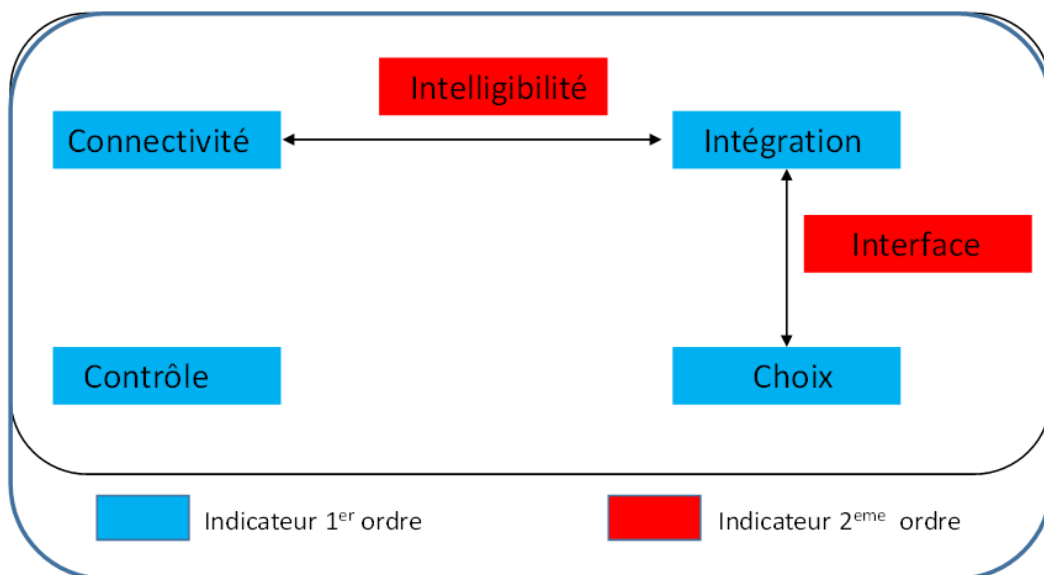 Intelligibilité
Connectivité
Intégration
Interface
Contrôle
Choix
Indicateur 1er ordre
Indicateur 2eme ordre